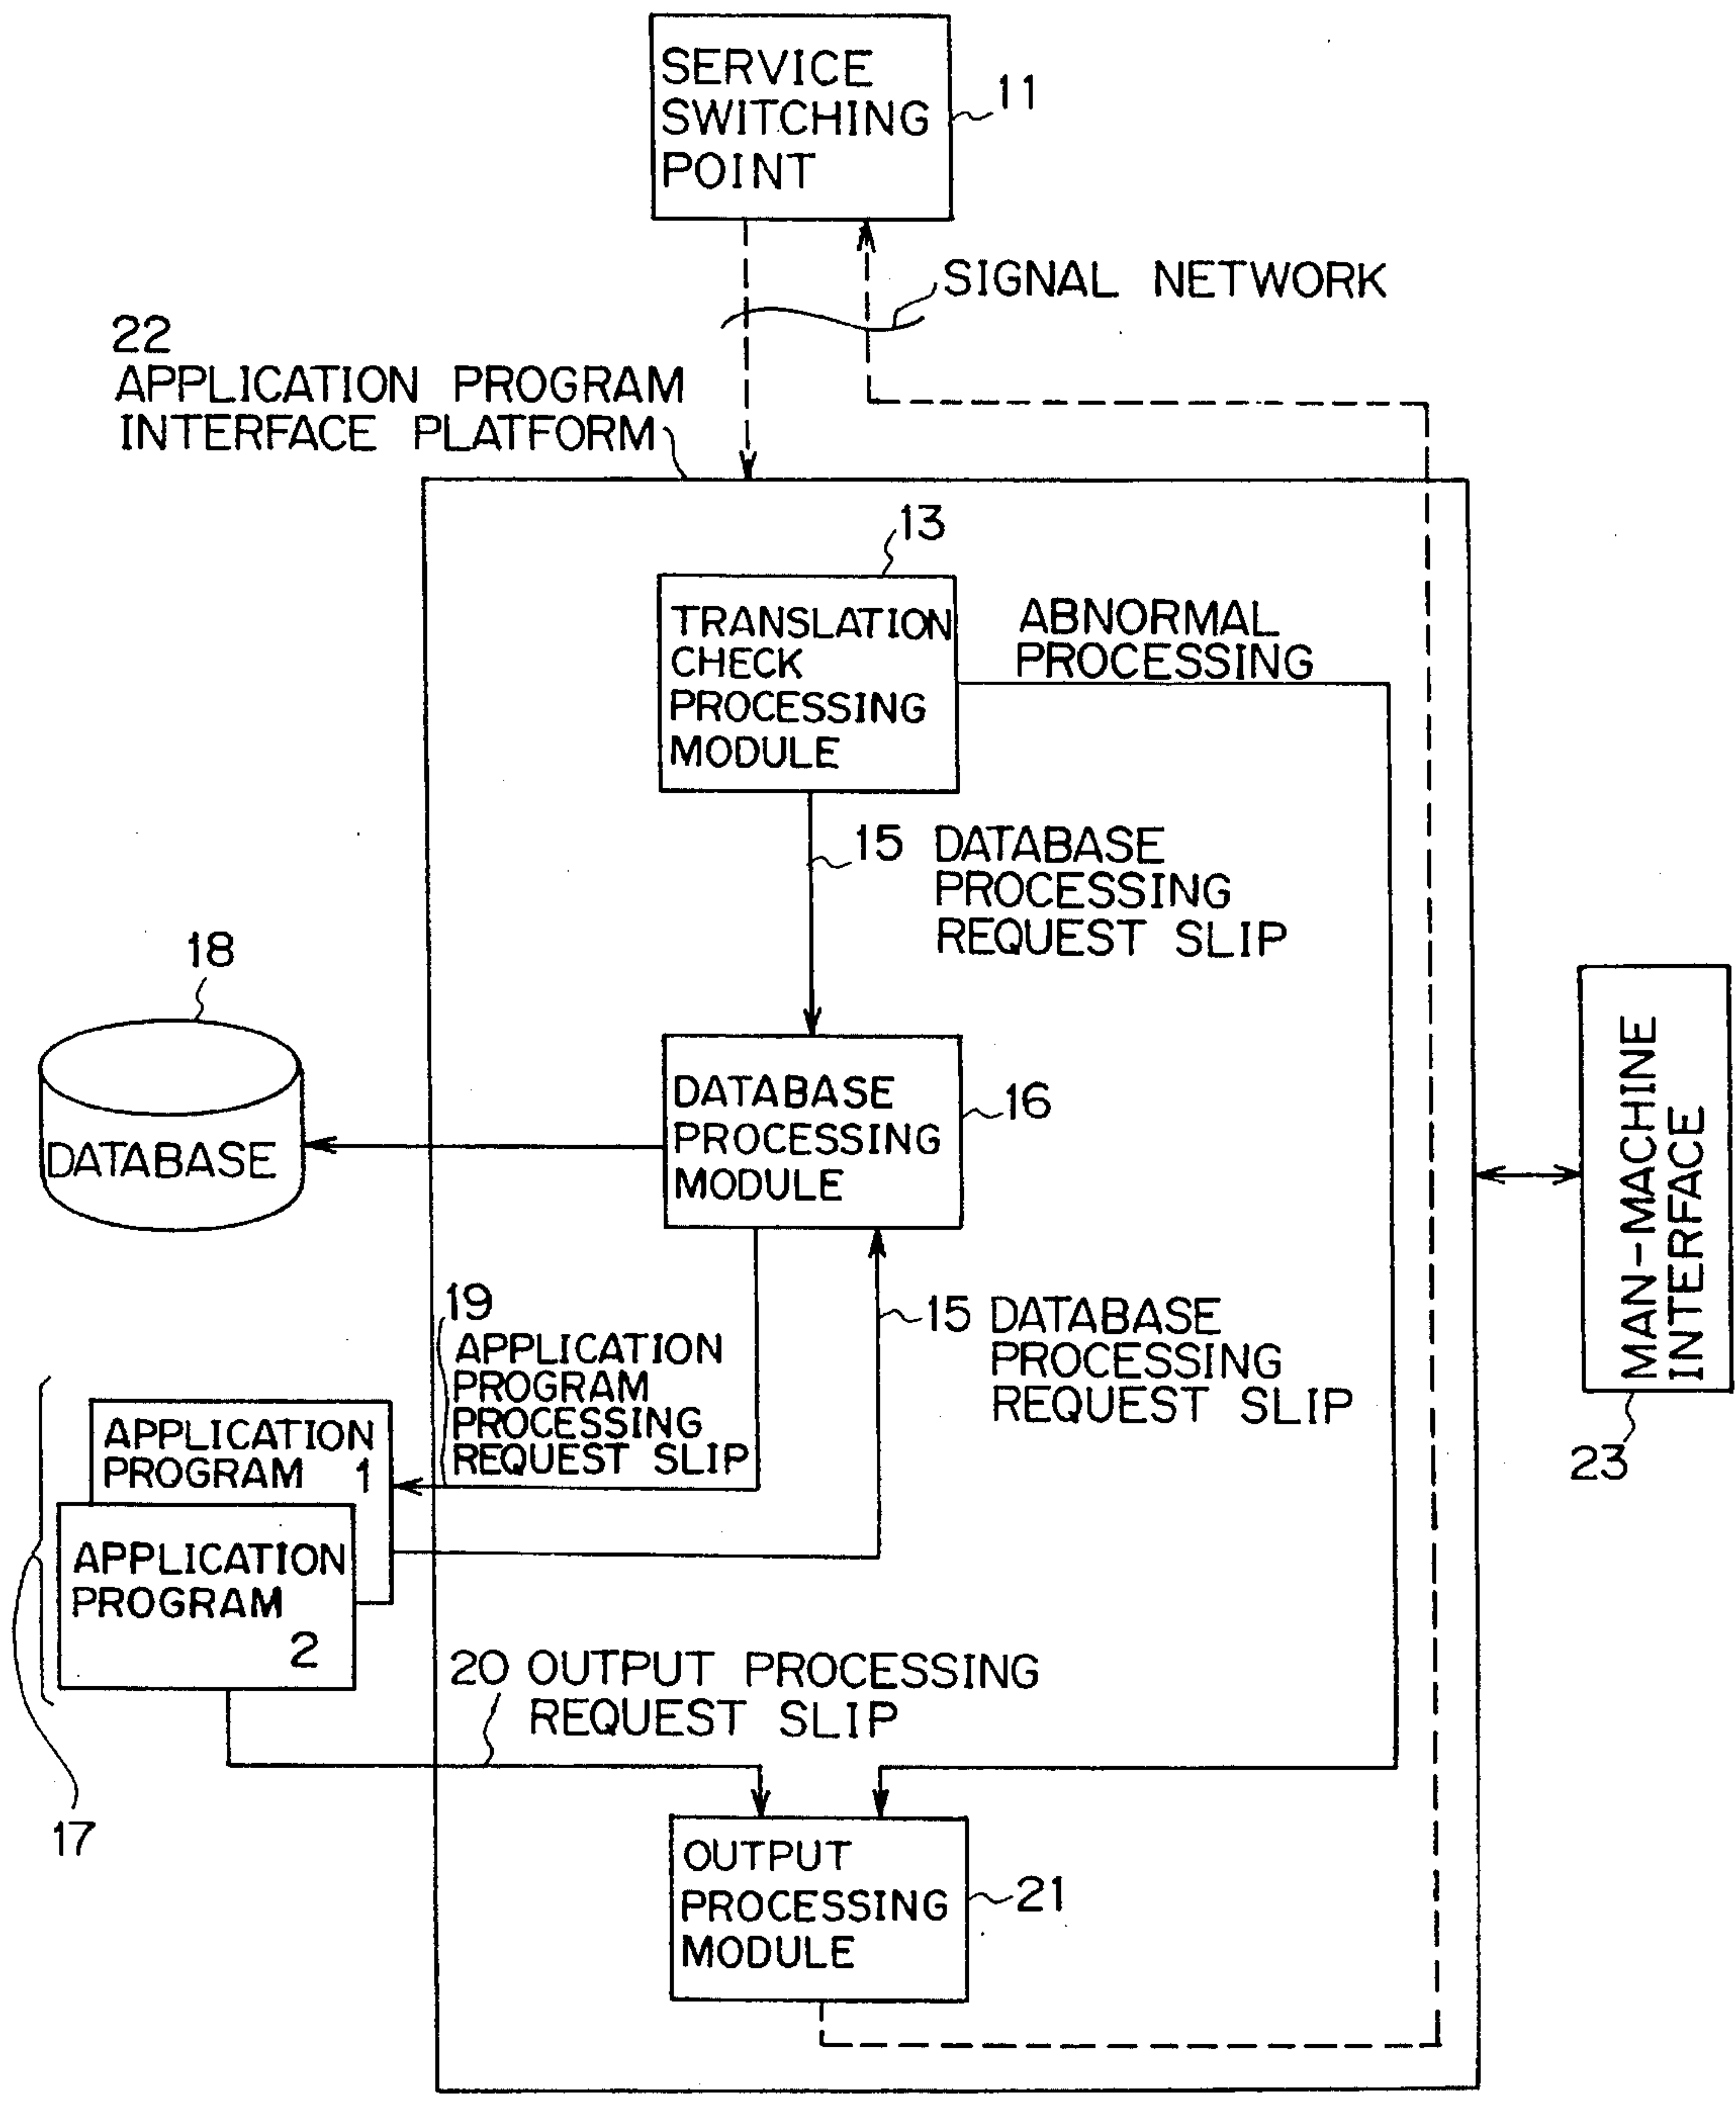 SERVICE
SWITCHING
POINT
11
SIGNAL NETWORK
22
APPLICATION PROGRAM
INTERFACE PLATFORM
13
TRANSLATION
CHECK
PROCESSING
MODULE
ABNORMAL
PROCESSING
15 DATABASE
PROCESSING
REQUEST SLIP
18
DATABASE
DATABASE
PROCESSING
MODULE
16
MAN-MACHINE
INTERFACE
23
19
APPLICATION
PROGRAM
PROCESSING
REQUEST SLIP
15 DATABASE
PROCESSING
REQUEST SLIP
APPLICATION
PROGRAM 1
APPLICATION
PROGRAM
2
17
20 OUTPUT PROCESSING
REQUEST SLIP
OUTPUT
PROCESSING
MODULE
21